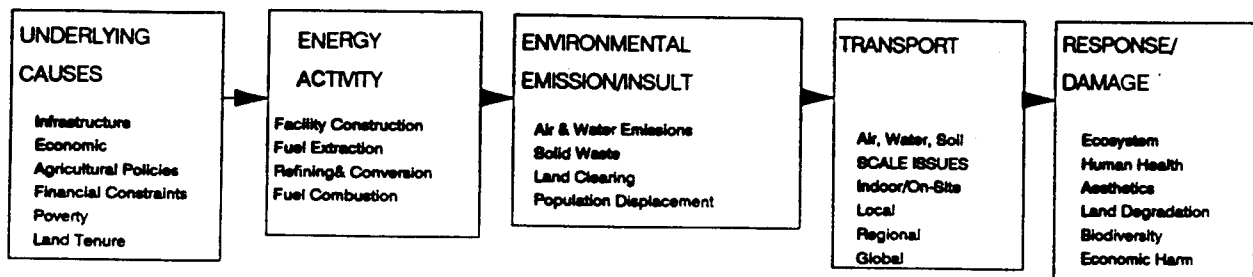 UNDERLYING
CAUSES
Infrastructure
Economic
Agricultural Policies
Financial Constraints
Poverty
Land Tenure
ENERGY
ACTIVITY
Facility Construction
Fuel Extraction
Refining& Conversion
Fuel Combustion
ENVIRONMENTAL
EMISSION/INSULT
Air & Water Emissions
Solid Waste
Land Clearing
Population Displacement
TRANSPORT
Air, Water, Soil
SCALE ISSUES
Indoor/On-Site
Local
Regional
Global
RESPONSE/
DAMAGE
Ecosystem
Human Health
Aesthetics
Land Degradation
Biodiversity
Economic Harm